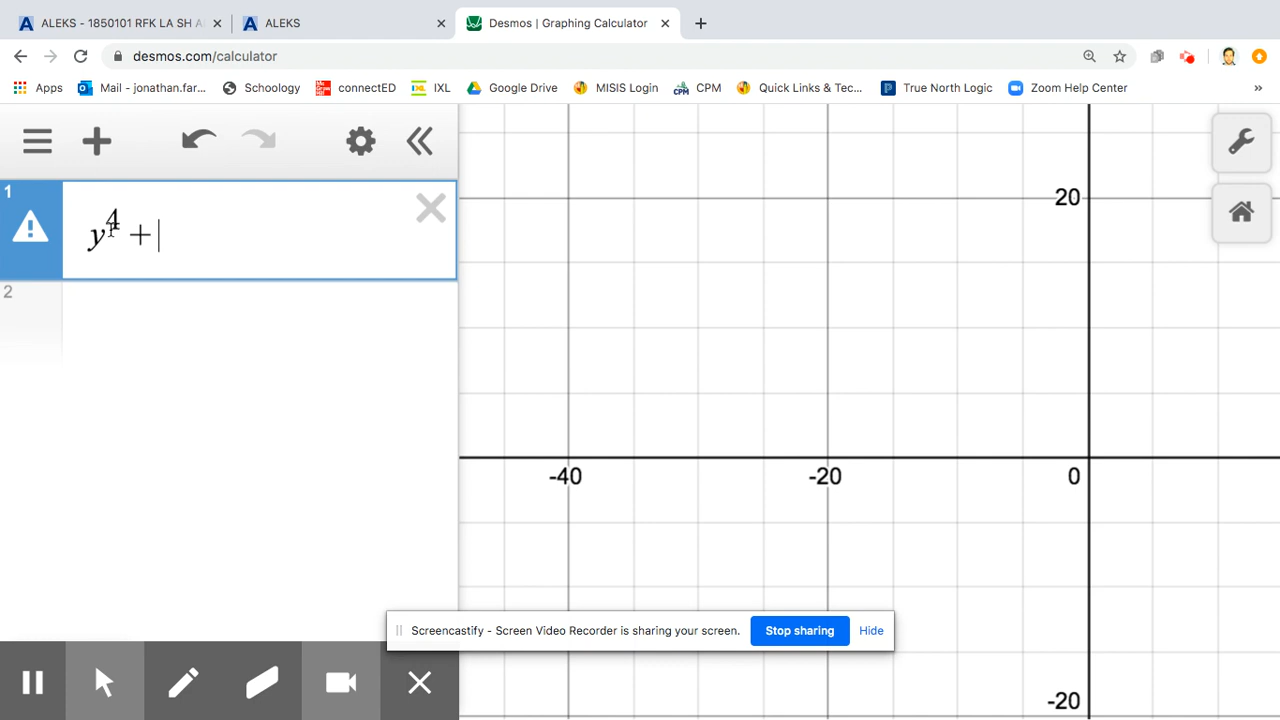 ALEKS - 1850101 RFK LA SH A
ALEKS
Desmos | Graphing Calculator
desmos.com/calculator
Apps
Mail - jonathan.far...
Schoology
connectED
IXL
Google Drive
MISIS Login
CPM
CPM
Quick Links & Tec...
True North Logic
Zoom Help Center
»
1
y⁴ +
2
20
-40
-20
0
-20
Screencastify - Screen Video Recorder is sharing your screen.
Stop sharing
Hide